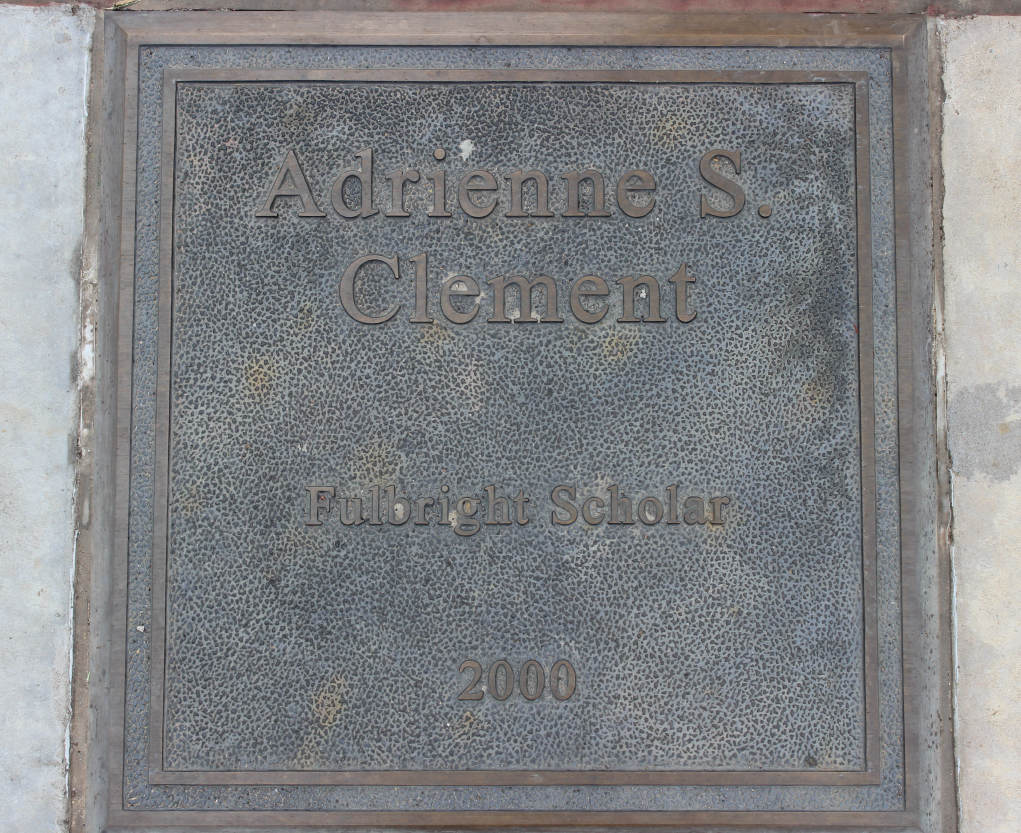 Adrienne S.
Clement
Fulbright Scholar
2000